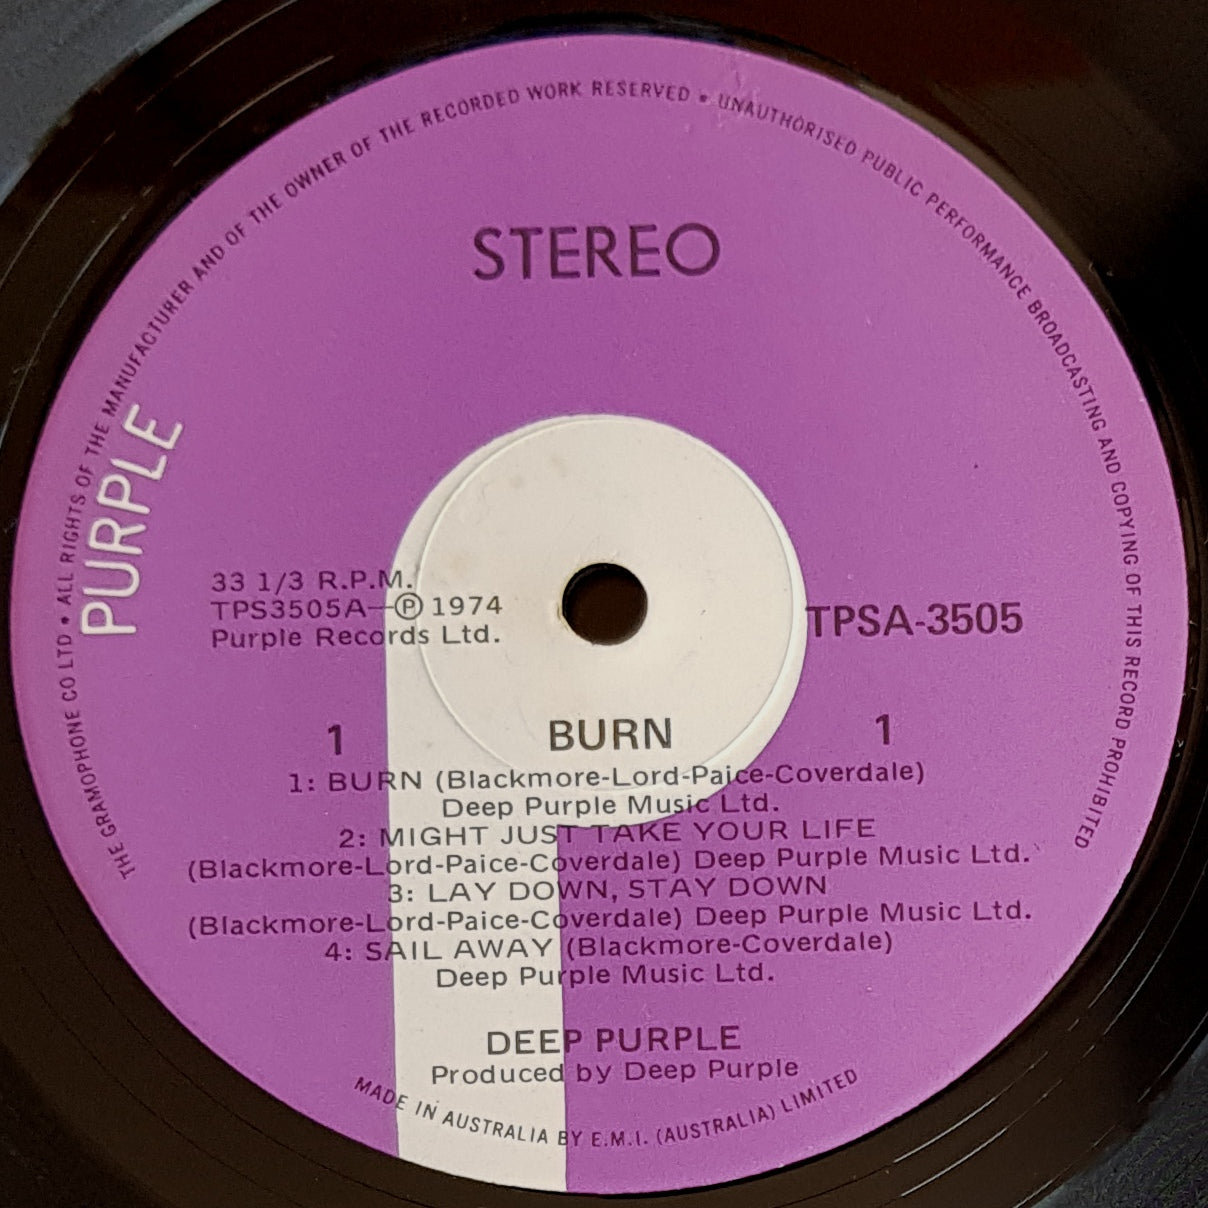 THE GRAMOPHONE CO LTD • ALL RIGHTS OF THE MANUFACTURER AND OF THE OWNER OF THE RECORDED WORK RESERVED • UNAUTHORISED PUBLIC PERFORMANCE BROADCASTING AND COPYING OF THIS RECORD PROHIBITED
STEREO
PURPLE
33 1/3 R.P.M.
TPS3505A—℗ 1974
Purple Records Ltd.
TPSA-3505
1 BURN 1
1: BURN (Blackmore-Lord-Paice-Coverdale)
Deep Purple Music Ltd.
2: MIGHT JUST TAKE YOUR LIFE
(Blackmore-Lord-Paice-Coverdale) Deep Purple Music Ltd.
3: LAY DOWN, STAY DOWN
(Blackmore-Lord-Paice-Coverdale) Deep Purple Music Ltd.
4: SAIL AWAY (Blackmore-Coverdale)
Deep Purple Music Ltd.
DEEP PURPLE
Produced by Deep Purple
MADE IN AUSTRALIA BY E.M.I. (AUSTRALIA) LIMITED